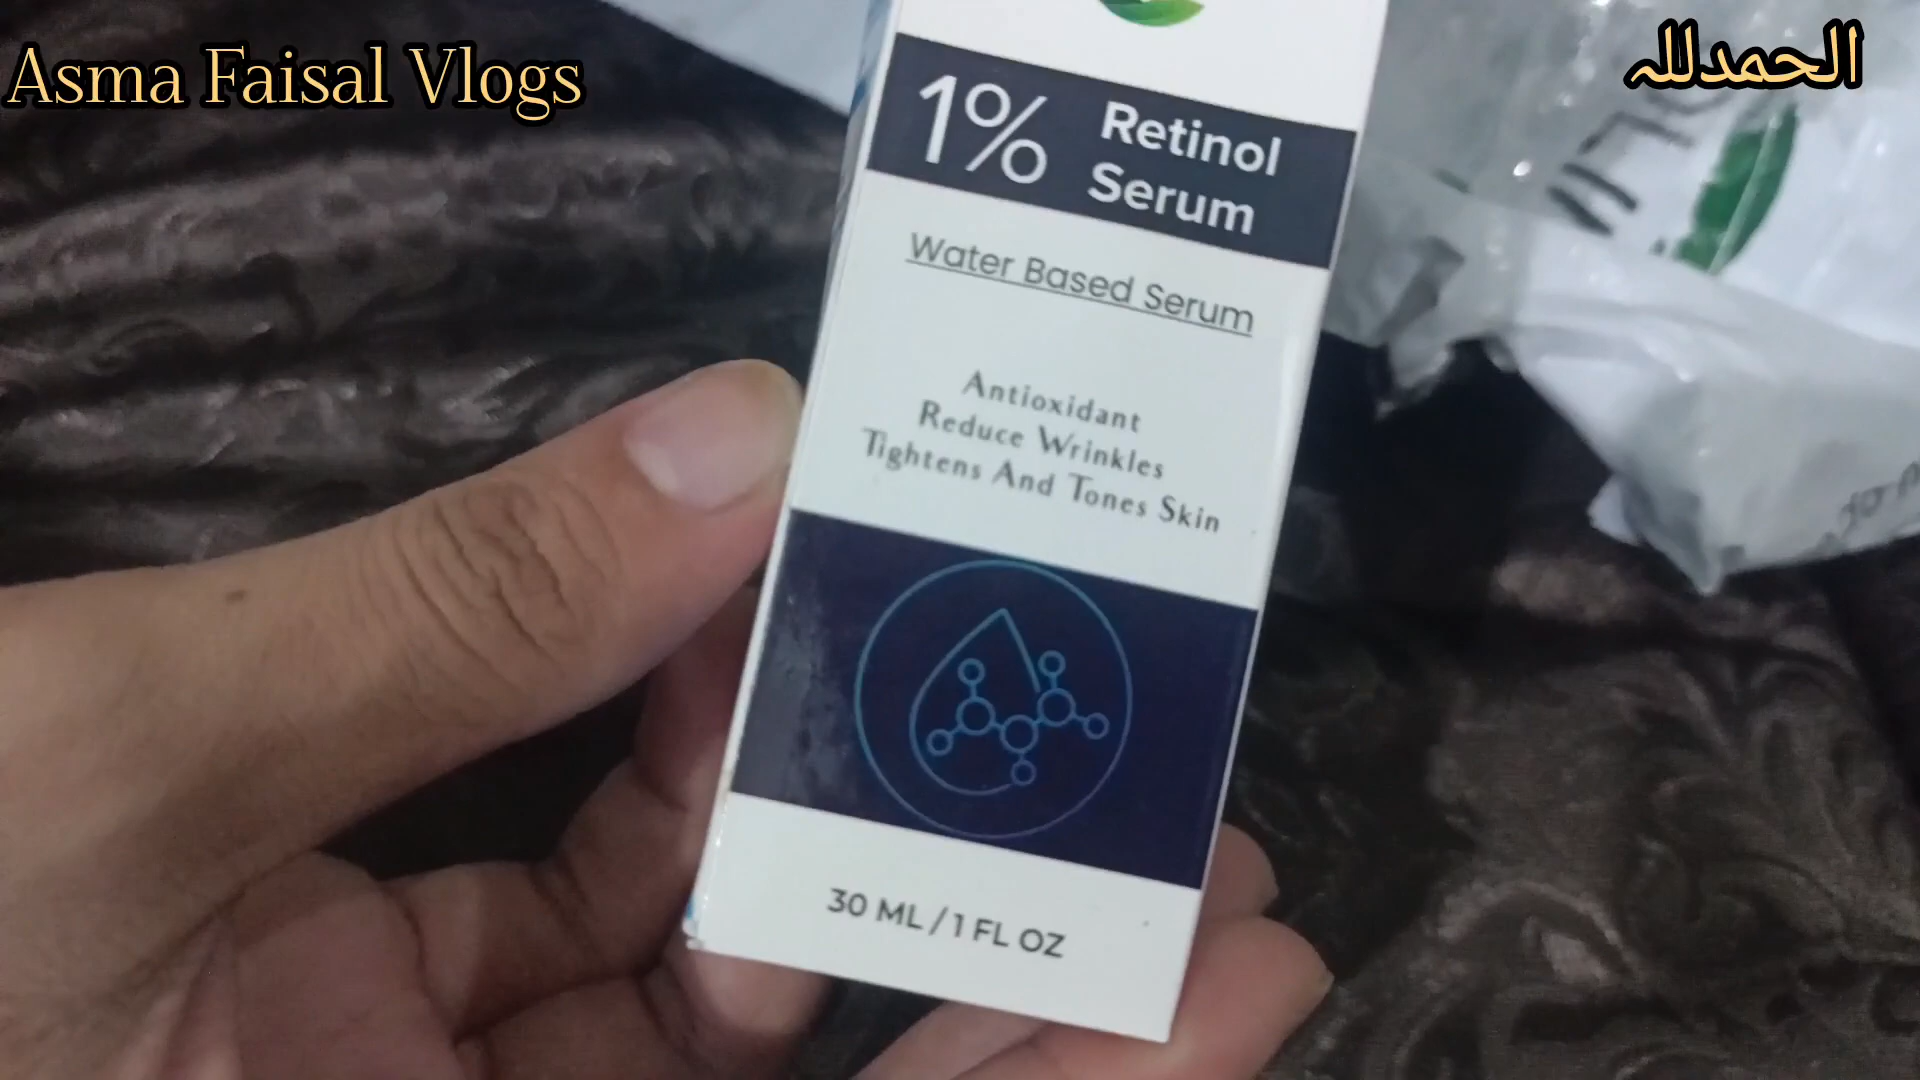 Asma Faisal Vlogs
الحمدللہ
1%
Retinol
Serum
Water Based Serum
Antioxidant
Reduce Wrinkles
Tightens And Tones Skin
30 ML / 1 FL OZ